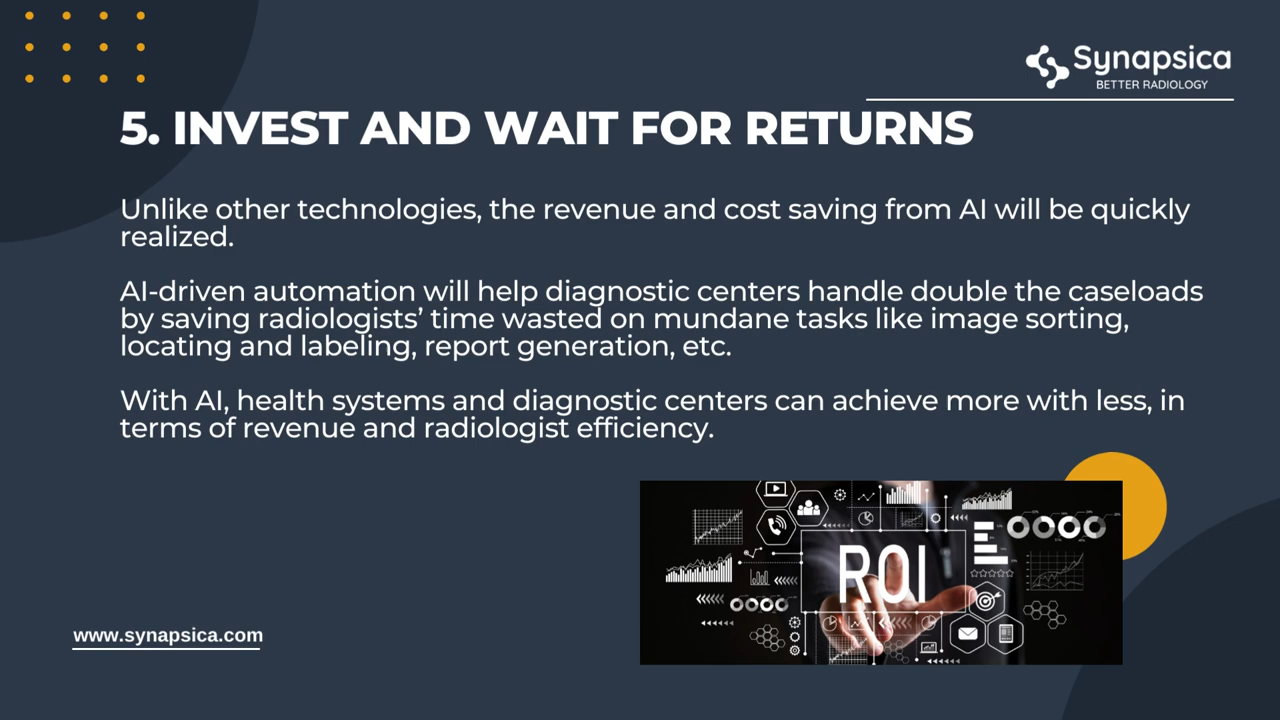 Synapsica
BETTER RADIOLOGY
5. INVEST AND WAIT FOR RETURNS
Unlike other technologies, the revenue and cost saving from AI will be quickly
realized.
AI-driven automation will help diagnostic centers handle double the caseloads
by saving radiologists’ time wasted on mundane tasks like image sorting,
locating and labeling, report generation, etc.
With AI, health systems and diagnostic centers can achieve more with less, in
terms of revenue and radiologist efficiency.
ROI
www.synapsica.com